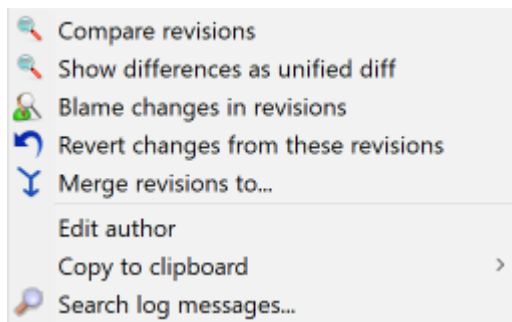 Compare revisions
Show differences as unified diff
Blame changes in revisions
Revert changes from these revisions
Merge revisions to...
Edit author
Copy to clipboard
Search log messages...